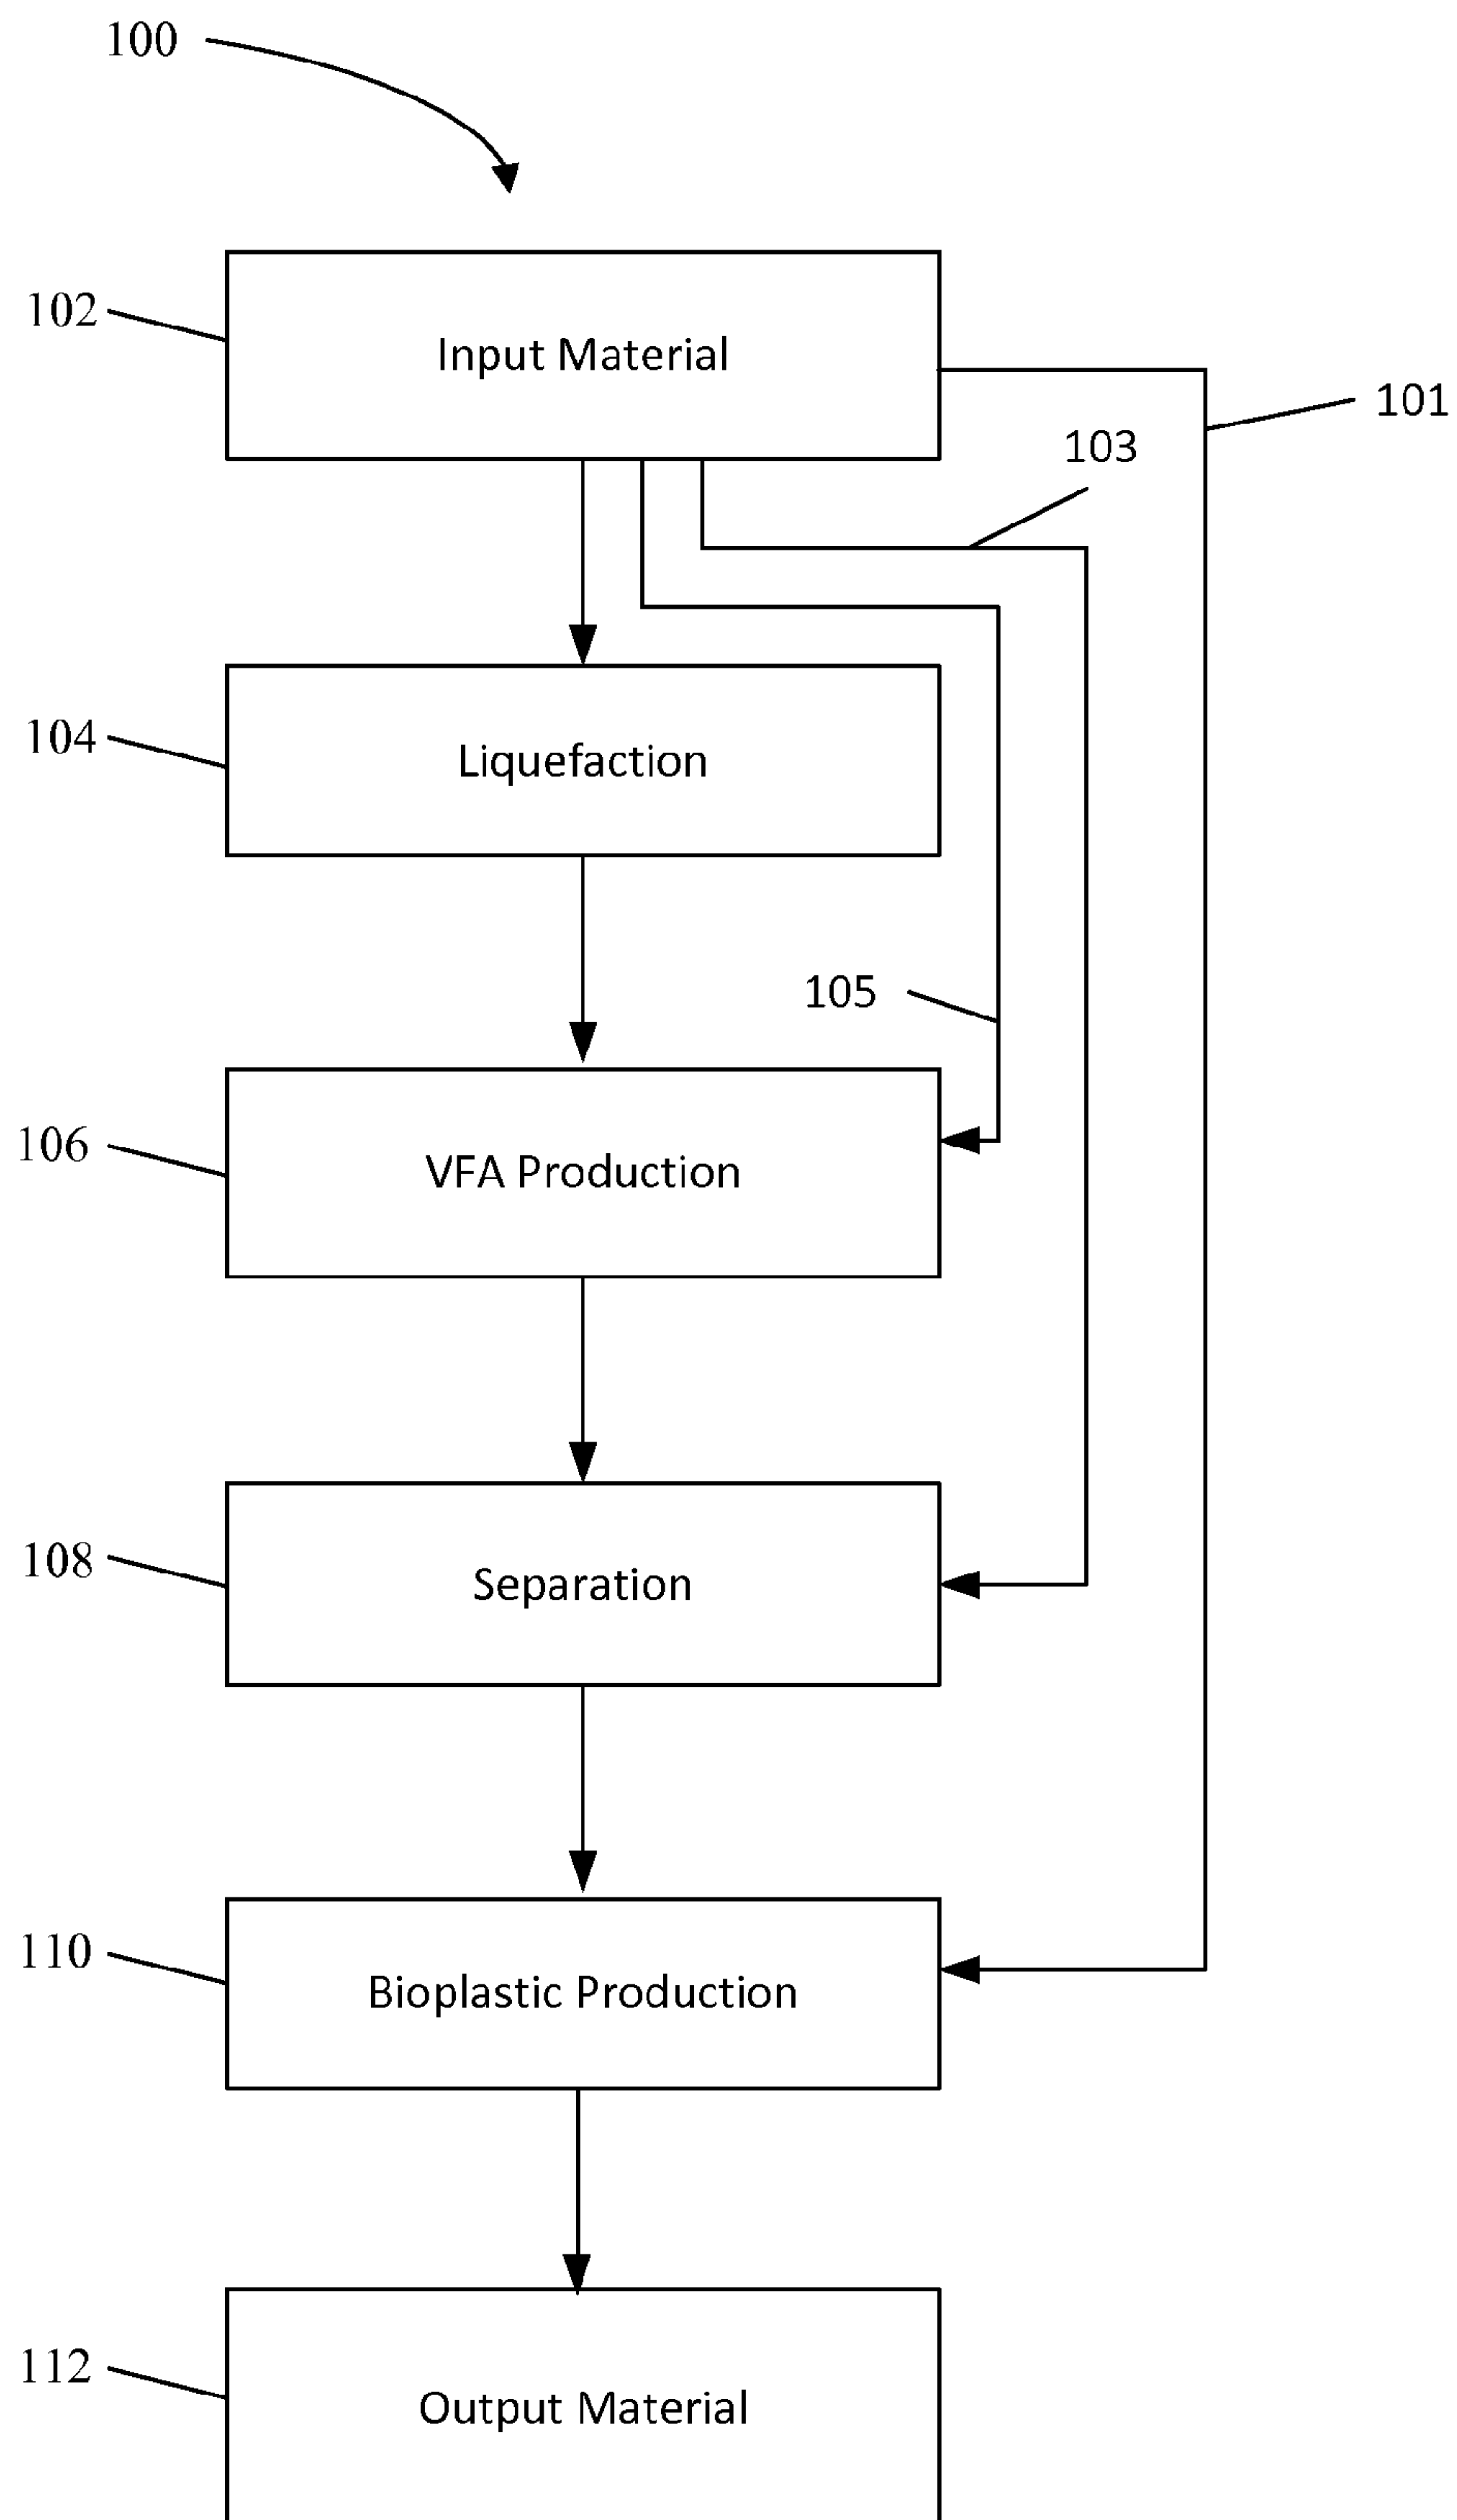 100
102
Input Material
101
103
104
Liquefaction
105
106
VFA Production
108
Separation
110
Bioplastic Production
112
Output Material